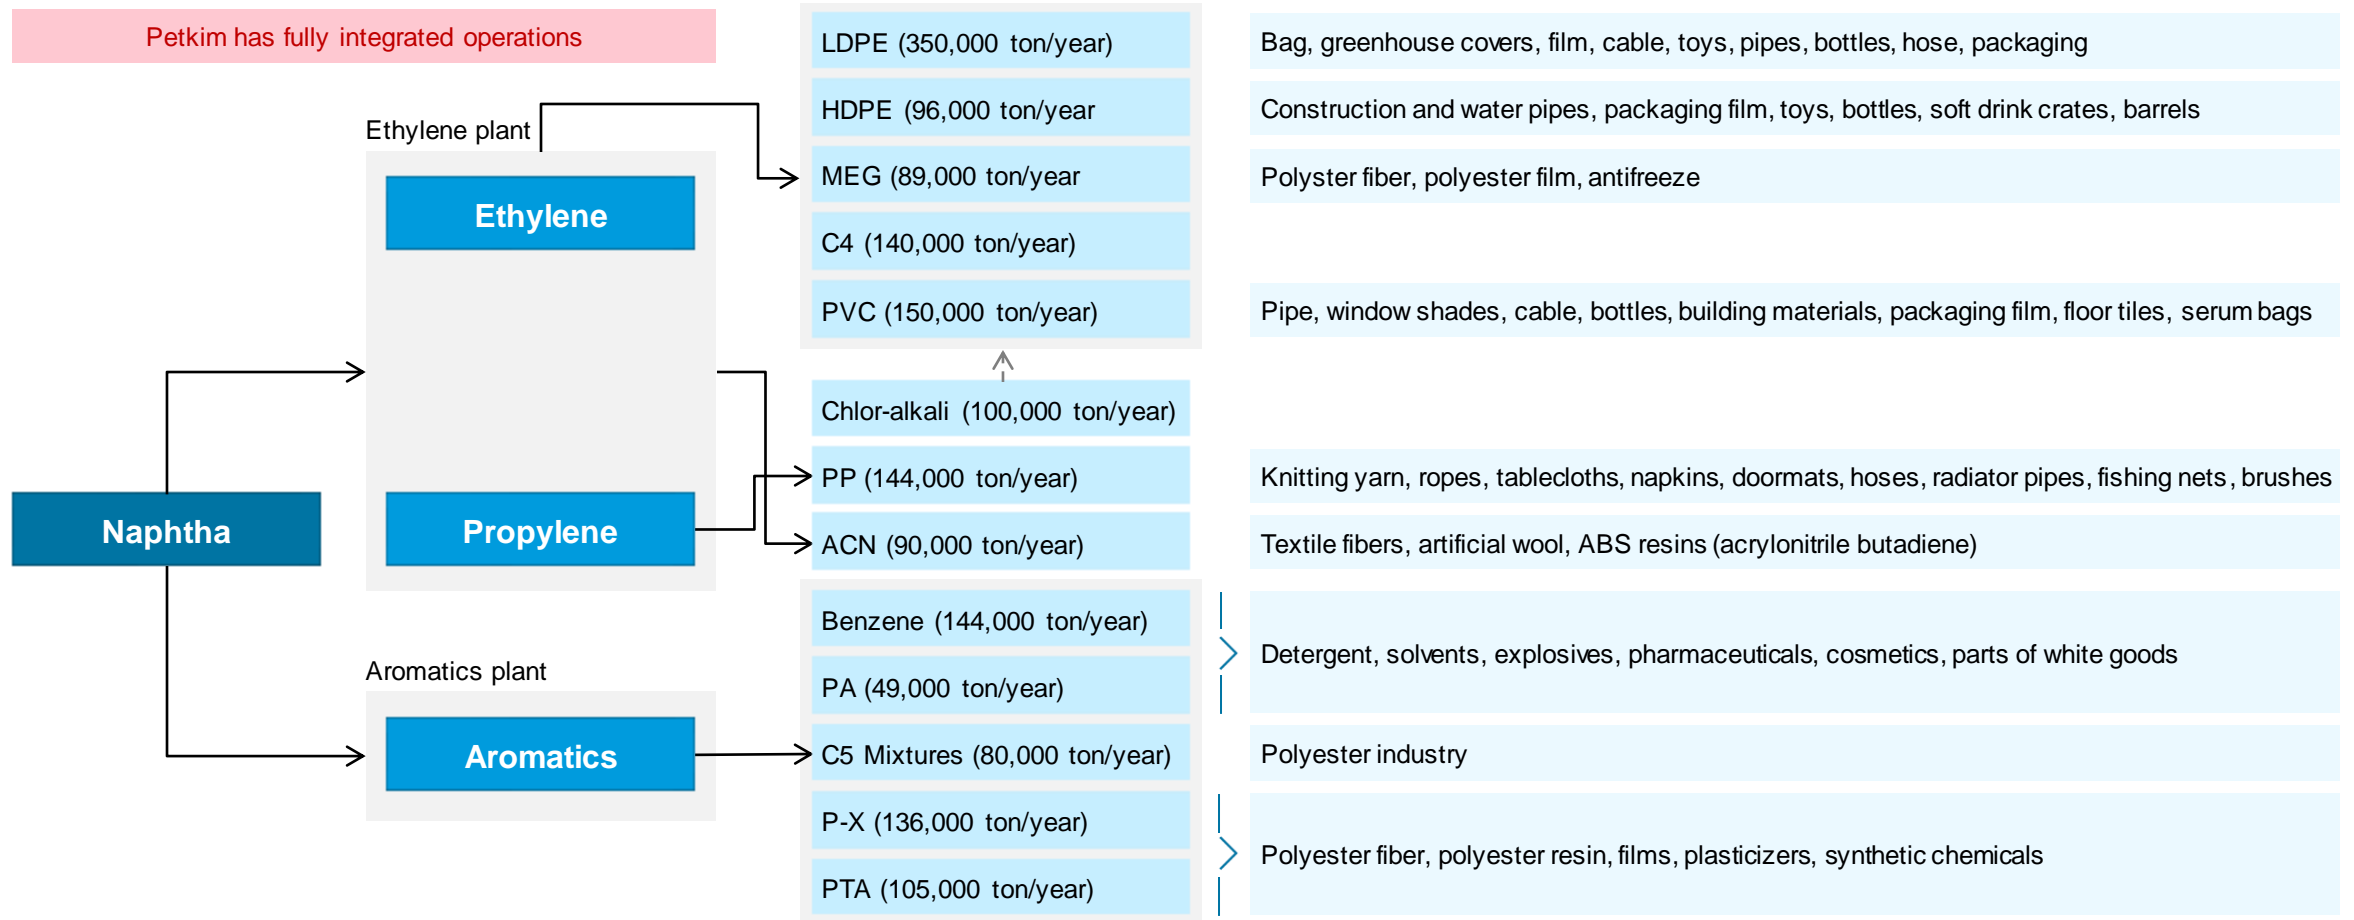 Petkim has fully integrated operations
Naphtha
Ethylene plant
Ethylene
Propylene
Aromatics plant
Aromatics
LDPE (350,000 ton/year)
Bag, greenhouse covers, film, cable, toys, pipes, bottles, hose, packaging
HDPE (96,000 ton/year
Construction and water pipes, packaging film, toys, bottles, soft drink crates, barrels
MEG (89,000 ton/year
Polyster fiber, polyester film, antifreeze
C4 (140,000 ton/year)
PVC (150,000 ton/year)
Pipe, window shades, cable, bottles, building materials, packaging film, floor tiles, serum bags
Chlor-alkali (100,000 ton/year)
PP (144,000 ton/year)
Knitting yarn, ropes, tablecloths, napkins, doormats, hoses, radiator pipes, fishing nets, brushes
ACN (90,000 ton/year)
Textile fibers, artificial wool, ABS resins (acrylonitrile butadiene)
Benzene (144,000 ton/year)
PA (49,000 ton/year)
Detergent, solvents, explosives, pharmaceuticals, cosmetics, parts of white goods
C5 Mixtures (80,000 ton/year)
Polyester industry
P-X (136,000 ton/year)
PTA (105,000 ton/year)
Polyester fiber, polyester resin, films, plasticizers, synthetic chemicals